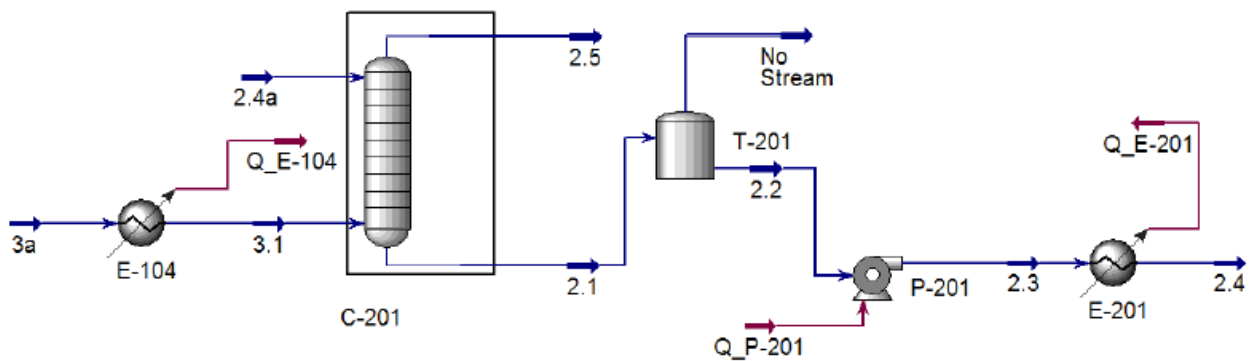 2.5
No
Stream
2.4a
Q_E-104
T-201
Q_E-201
2.2
3a
3.1
E-104
2.1
P-201
2.3
E-201
2.4
C-201
Q_P-201